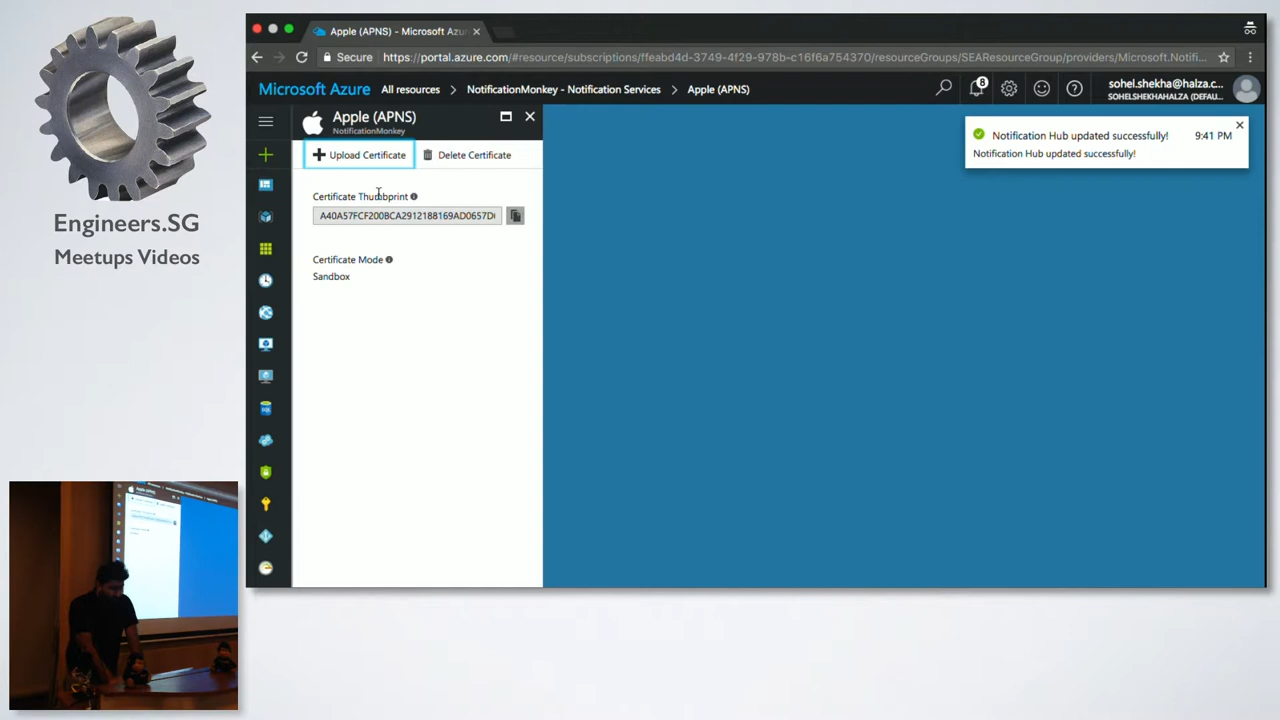 Engineers.SG
Meetups Videos
Apple (APNS) - Microsoft Az
Secure
https://portal.azure.com/#resource/subscriptions/ffeabd4d-3749-4f29-978b-c16f6a754370/resourceGroups/SEAResourceGroup/providers/Microsoft.Notifi...
Microsoft Azure
All resources > NotificationMonkey - Notification Services > Apple (APNS)
8
sohel.shekha@halza.c...
SOHELSHEKHAHALZA (DEFAU...
Apple (APNS)
NotificationMonkey
Upload Certificate
Delete Certificate
Notification Hub updated successfully!
9:41 PM
Notification Hub updated successfully!
Certificate Thumbprint
A40A57FCF200BCA2912188169AD0657D
Certificate Mode
Sandbox
SQL